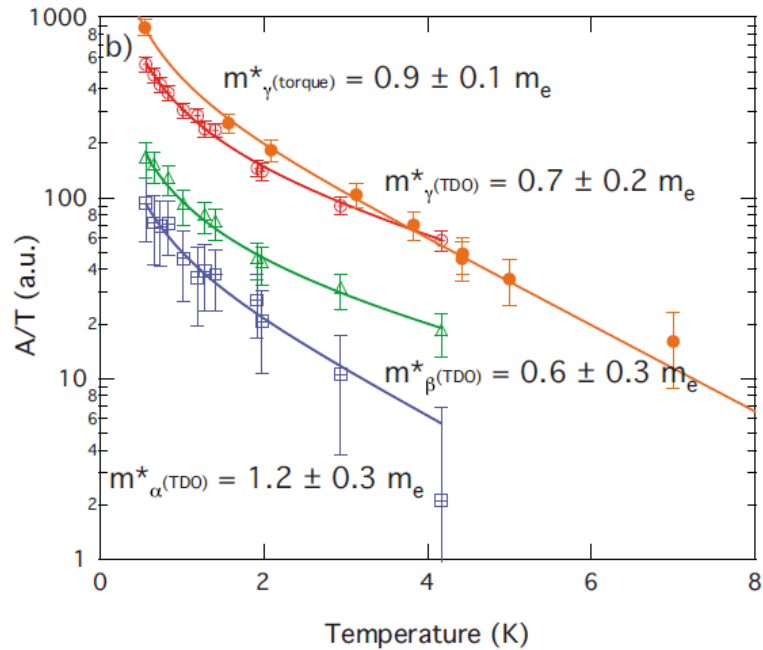 1000
b)
m*γ(torque) = 0.9 ± 0.1 me
8
6
4
2
m*γ(TDO) = 0.7 ± 0.2 me
100
8
6
4
2
A/T (a.u.)
10
m*β(TDO) = 0.6 ± 0.3 me
8
6
4
m*α(TDO) = 1.2 ± 0.3 me
2
1
0 2 4 6 8
Temperature (K)